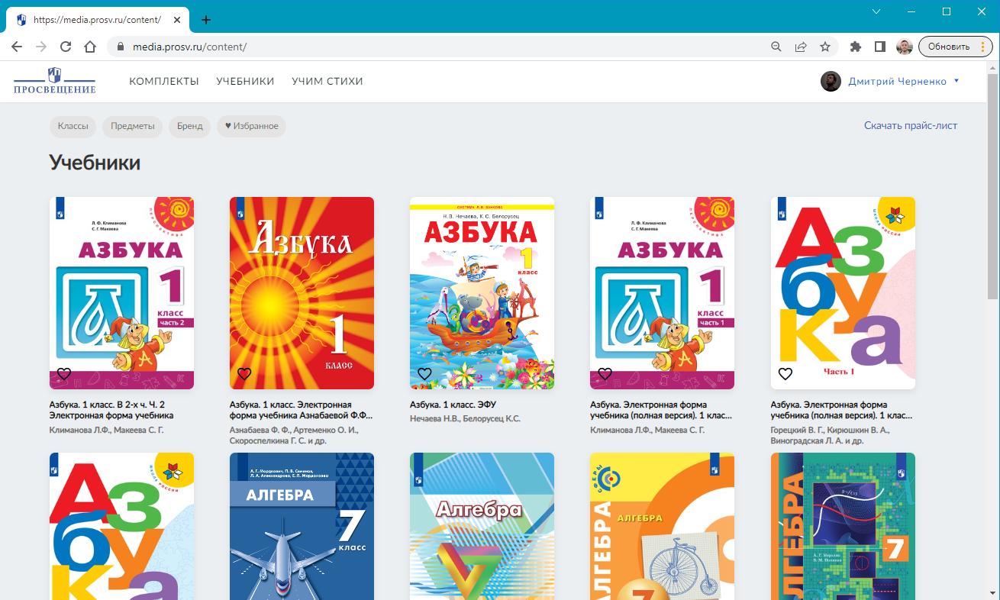 https://media.prosv.ru/content/
media.prosv.ru/content/
Обновить
ПРОСВЕЩЕНИЕ
КОМПЛЕКТЫ
УЧЕБНИКИ
УЧИМ СТИХИ
Дмитрий Черненко
Классы
Предметы
Бренд
♥ Избранное
Скачать прайс-лист
Учебники
Л. Ф. Климанова
С. Г. Макеева
ПЕРСПЕКТИВА
АЗБУКА
1
класс
часть 2
Азбука
1
класс
СИСТЕМА Л.В. ЗАНКОВА
Н.В. Нечаева, К.С. Белорусец
АЗБУКА
1
класс
Л. Ф. Климанова
С. Г. Макеева
ПЕРСПЕКТИВА
АЗБУКА
1
класс
часть 1
ШКОЛА РОССИИ
Азбука
Часть 1
Азбука. 1 класс. В 2-х ч. Ч. 2
Электронная форма учебника
Климанова Л.Ф., Макеева С. Г.
Азбука. 1 класс. Электронная
форма учебника Азнабаевой Ф.Ф...
Азнабаева Ф. Ф., Артеменко О. И.,
Скороспелкина Г. С. и др.
Азбука. 1 класс. ЭФУ
Нечаева Н.В., Белорусец К.С.
Азбука. Электронная форма
учебника (полная версия). 1 клас...
Климанова Л.Ф., Макеева С. Г.
Азбука. Электронная форма
учебника (полная версия). 1 клас...
Горецкий В. Г., Кирюшкин В. А.,
Виноградская Л. А. и др.
ШКОЛА РОССИИ
Азбука
А. Г. Мордкович, П. В. Семенов,
Л. А. Александрова, Е. Л. Мардахаева
АЛГЕБРА
7
класс
Алгебра
7
СФЕРЫ
АЛГЕБРА
АЛГЕБРА
7
АЛГЕБРА
А. Г. Мерзляк
В. М. Поляков
7